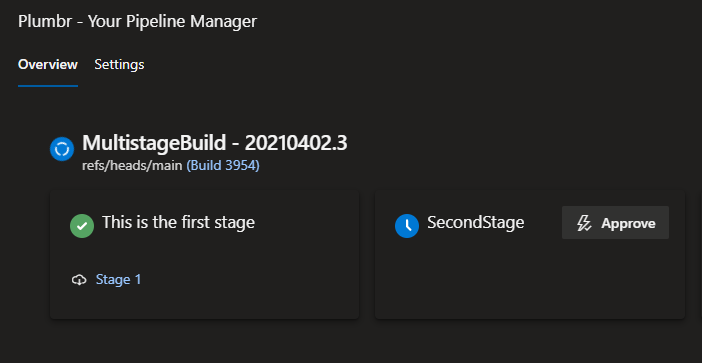 Plumbr - Your Pipeline Manager
Overview Settings
MultistageBuild - 20210402.3
refs/heads/main (Build 3954)
This is the first stage
Stage 1
SecondStage
Approve